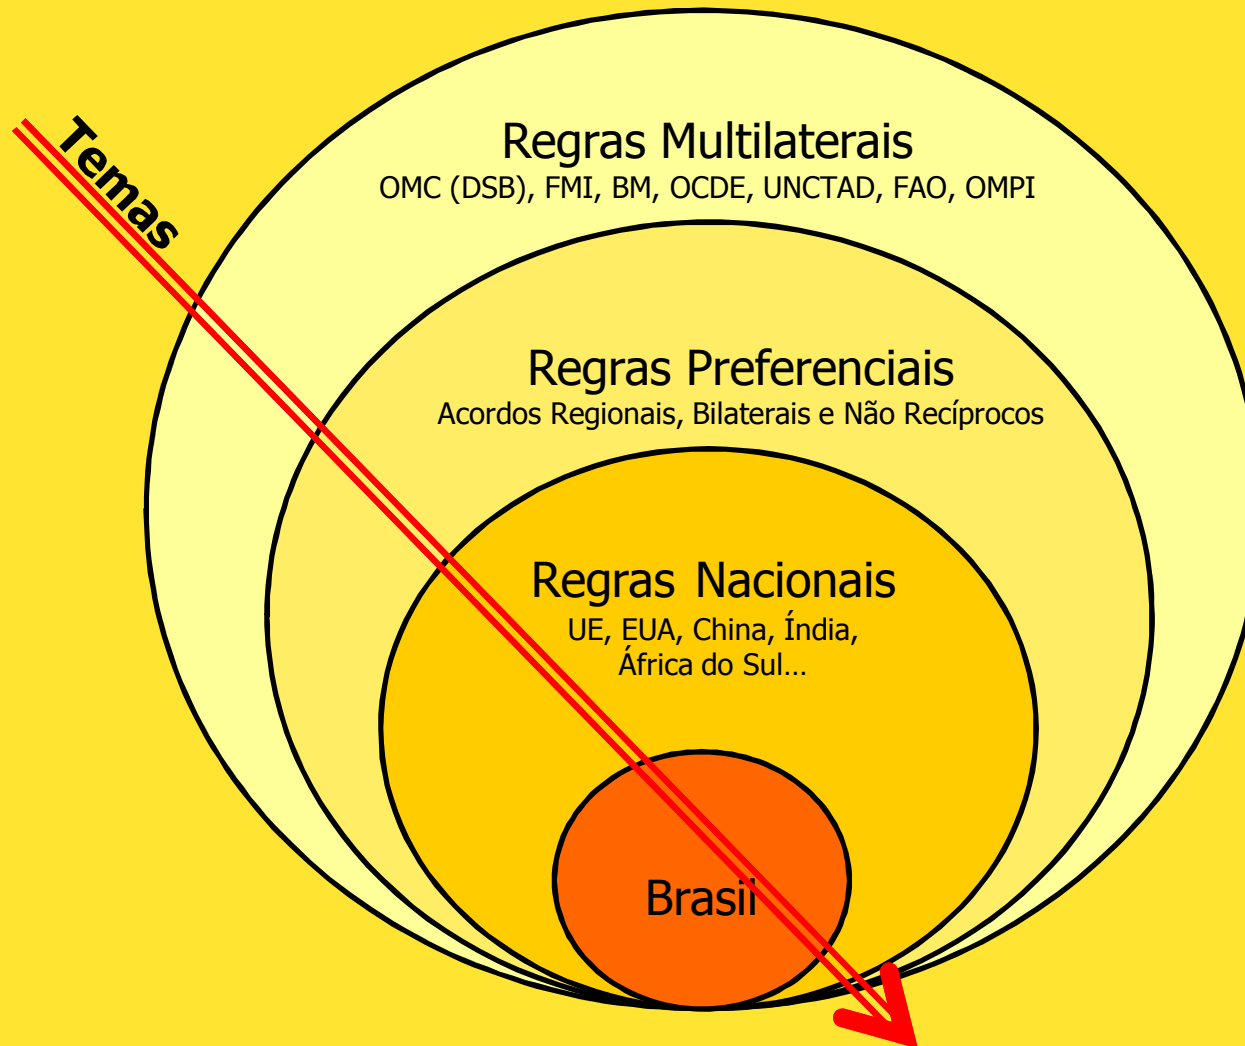 Temas
Regras Multilaterais
OMC (DSB), FMI, BM, OCDE, UNCTAD, FAO, OMPI
Regras Preferenciais
Acordos Regionais, Bilaterais e Não Recíprocos
Regras Nacionais
UE, EUA, China, Índia,
África do Sul...
Brasil